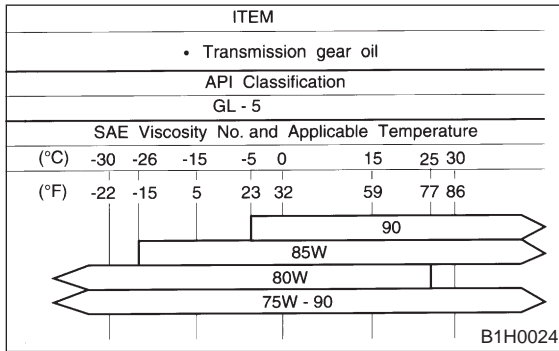 ITEM
• Transmission gear oil
API Classification
GL - 5
SAE Viscosity No. and Applicable Temperature
(°C) -30 -26 -15 -5 0 15 25 30
(°F) -22 -15 5 23 32 59 77 86
90
85W
80W
75W - 90
B1H0024